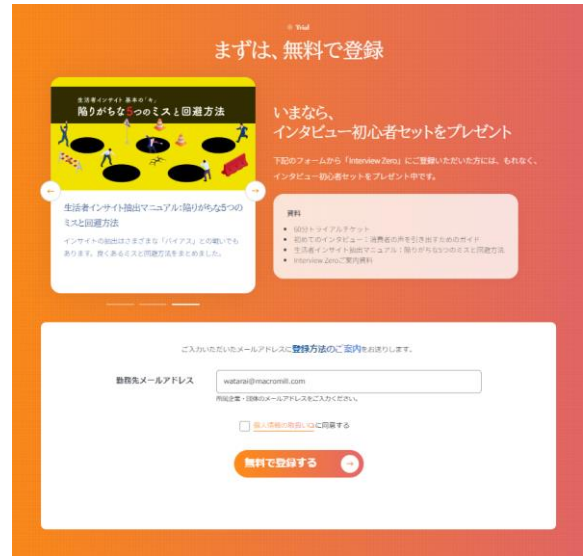 Trial
まずは、無料で登録
生活者インサイト 基本の「キ」
陥りがちな5つのミスと回避方法
生活者インサイト抽出マニュアル：陥りがちな5つの
ミスと回避方法
インサイトの抽出はさまざまな「バイアス」との戦いでも
あります。良くあるミスと回避方法をまとめました。
いまなら、
インタビュー初心者セットをプレゼント
下記のフォームから「Interview Zero」にご登録いただいた方には、もれなく、
インタビュー初心者セットをプレゼント中です。
資料
60分トライアルチケット
初めてのインタビュー：消費者の声を引き出すためのガイド
生活者インサイト抽出マニュアル：陥りがちな5つのミスと回避方法
Interview Zeroご案内資料
ご入力いただいたメールアドレスに登録方法のご案内をお送りします。
勤務先メールアドレス
watarai@macromill.com
所属企業・団体のメールアドレスをご入力ください。
個人情報の取扱いに同意する
無料で登録する